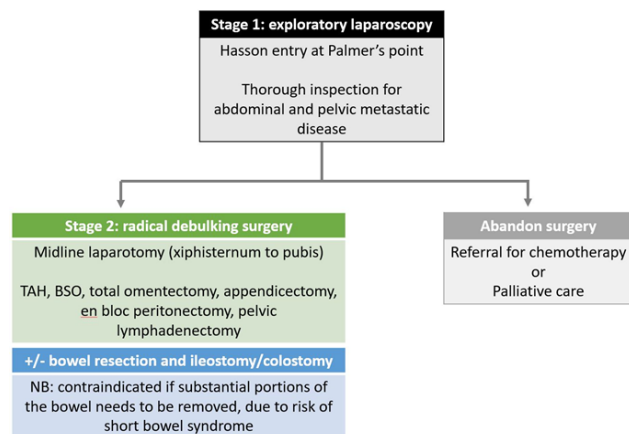 Stage 1: exploratory laparoscopy
Hasson entry at Palmer's point
Thorough inspection for
abdominal and pelvic metastatic
disease
Stage 2: radical debulking surgery
Midline laparotomy (xiphisternum to pubis)
TAH, BSO, total omentectomy, appendicectomy,
en bloc peritonectomy, pelvic
lymphadenectomy
+/- bowel resection and ileostomy/colostomy
NB: contraindicated if substantial portions of
the bowel needs to be removed, due to risk of
short bowel syndrome
Abandon surgery
Referral for chemotherapy
or
Palliative care